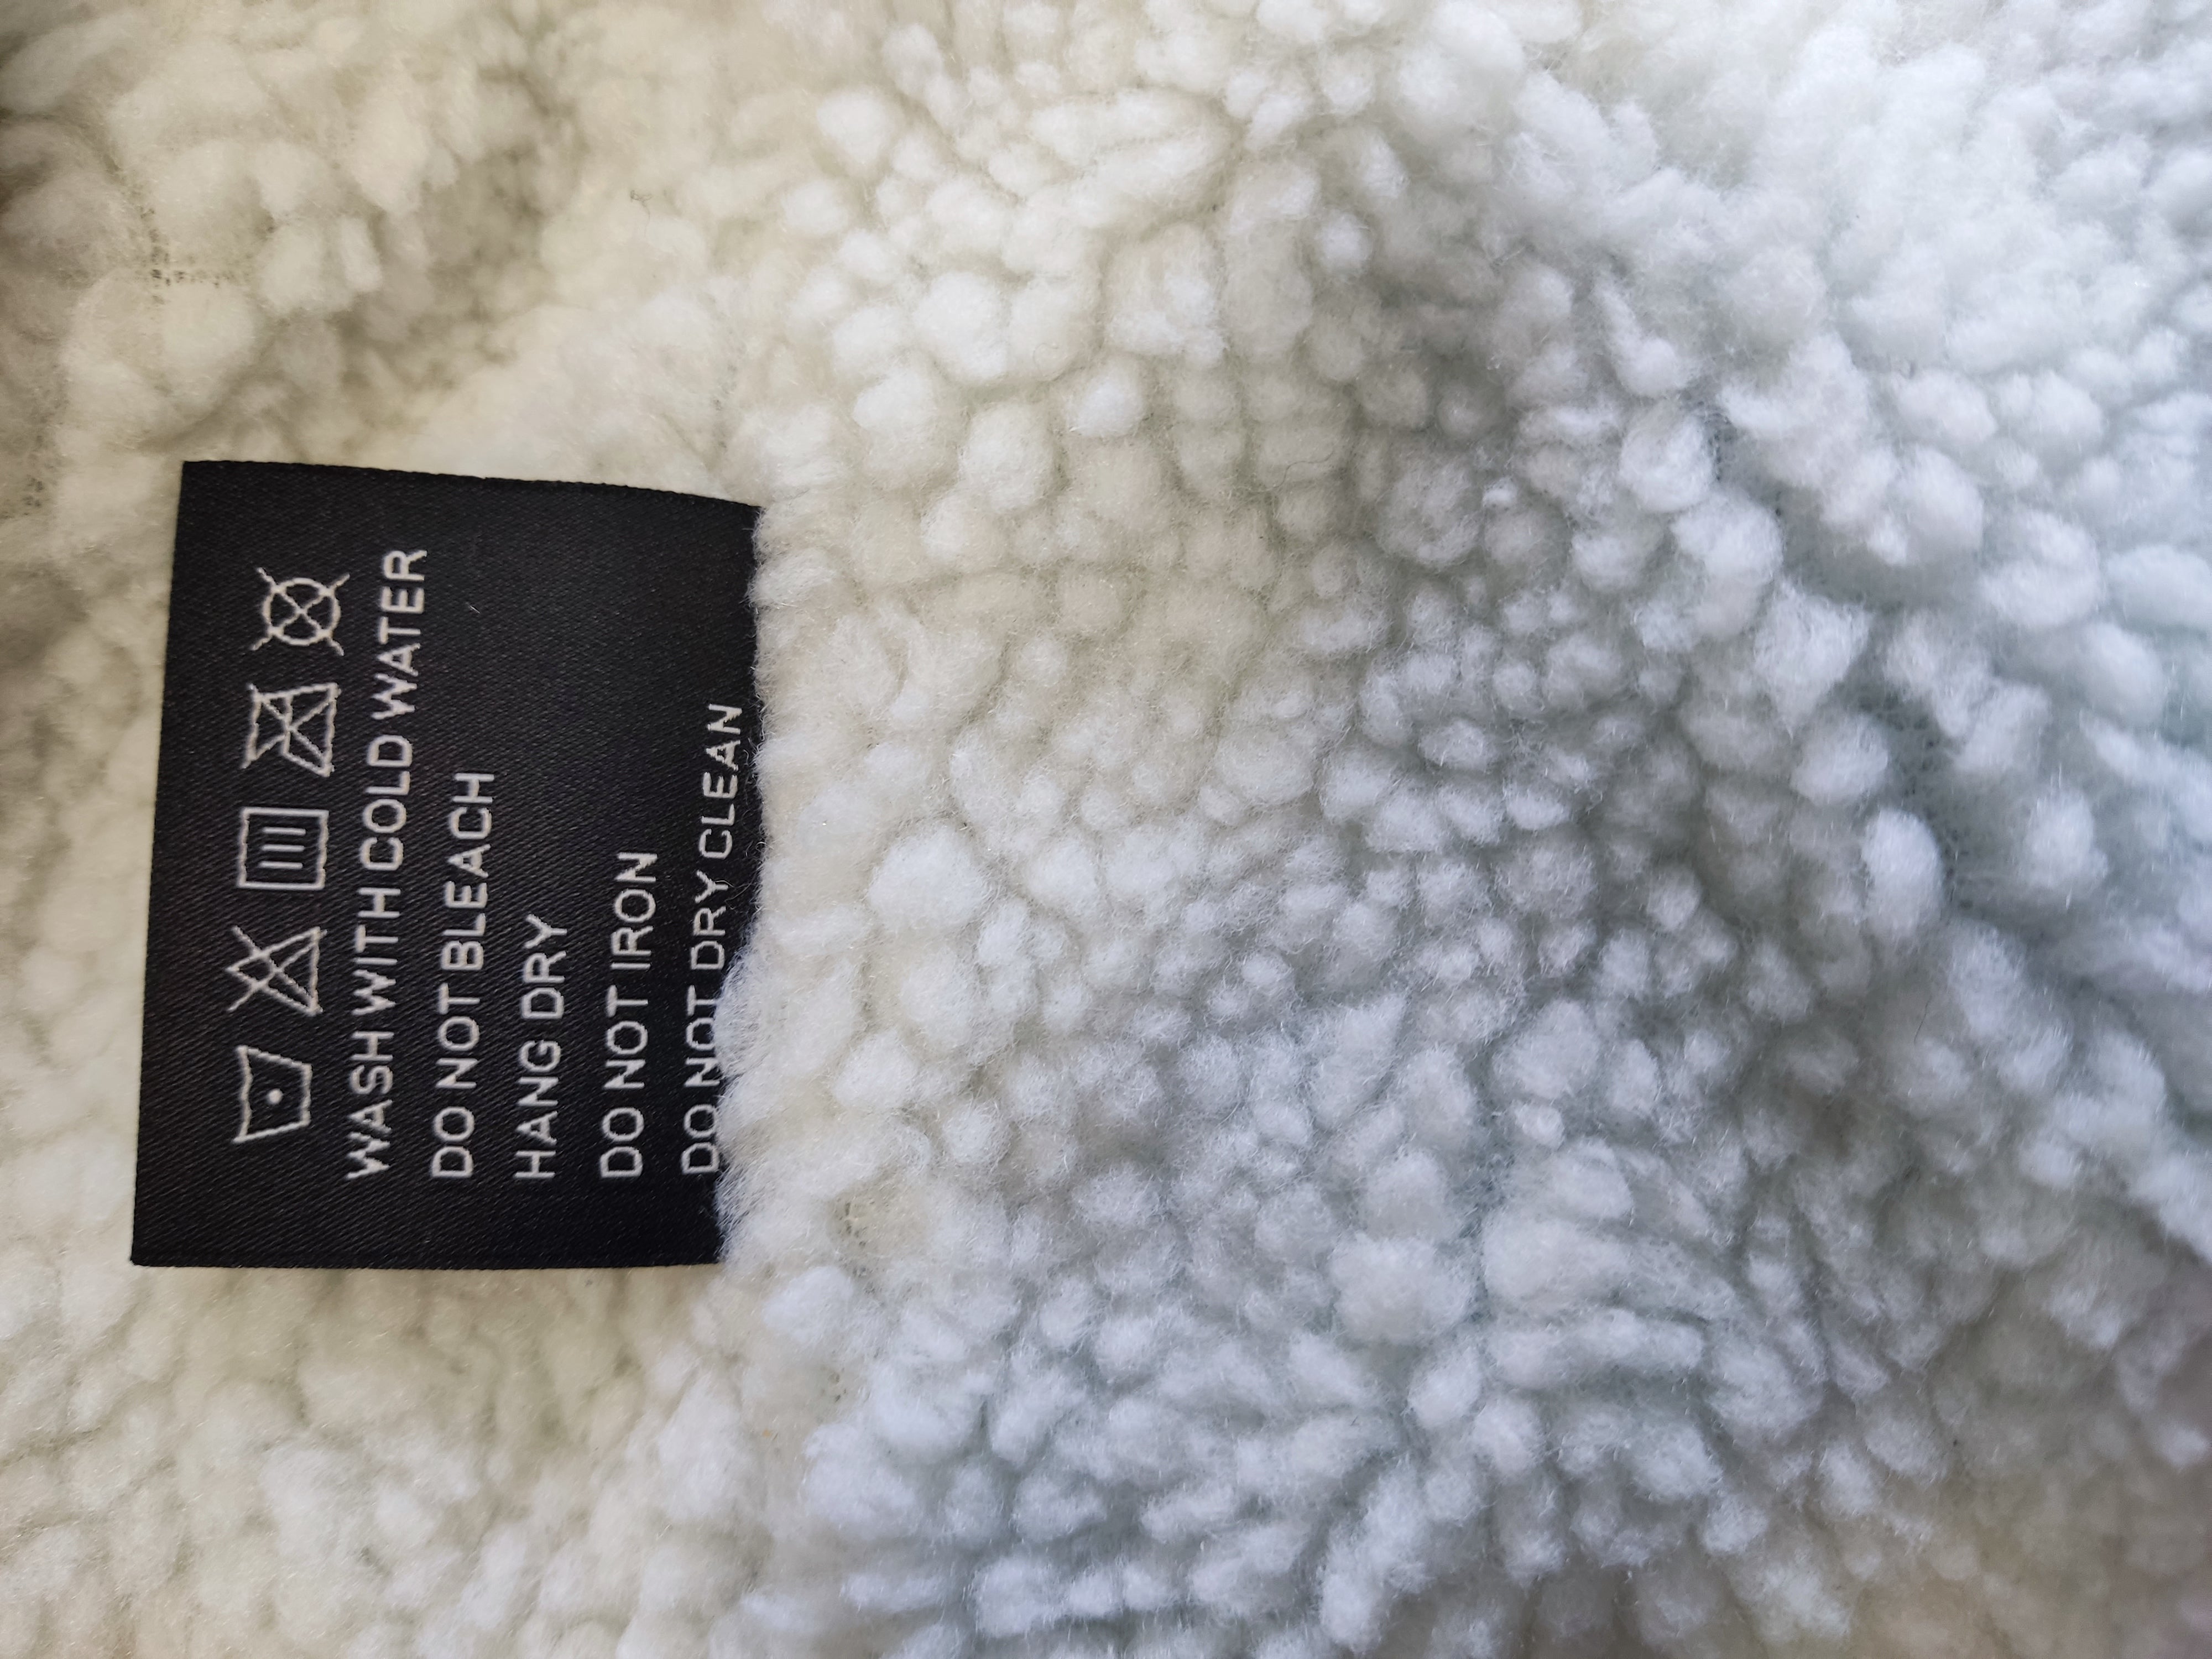 WASH WITH COLD WATER
DO NOT BLEACH
HANG DRY
DO NOT IRON
DO NOT DRY CLEAN